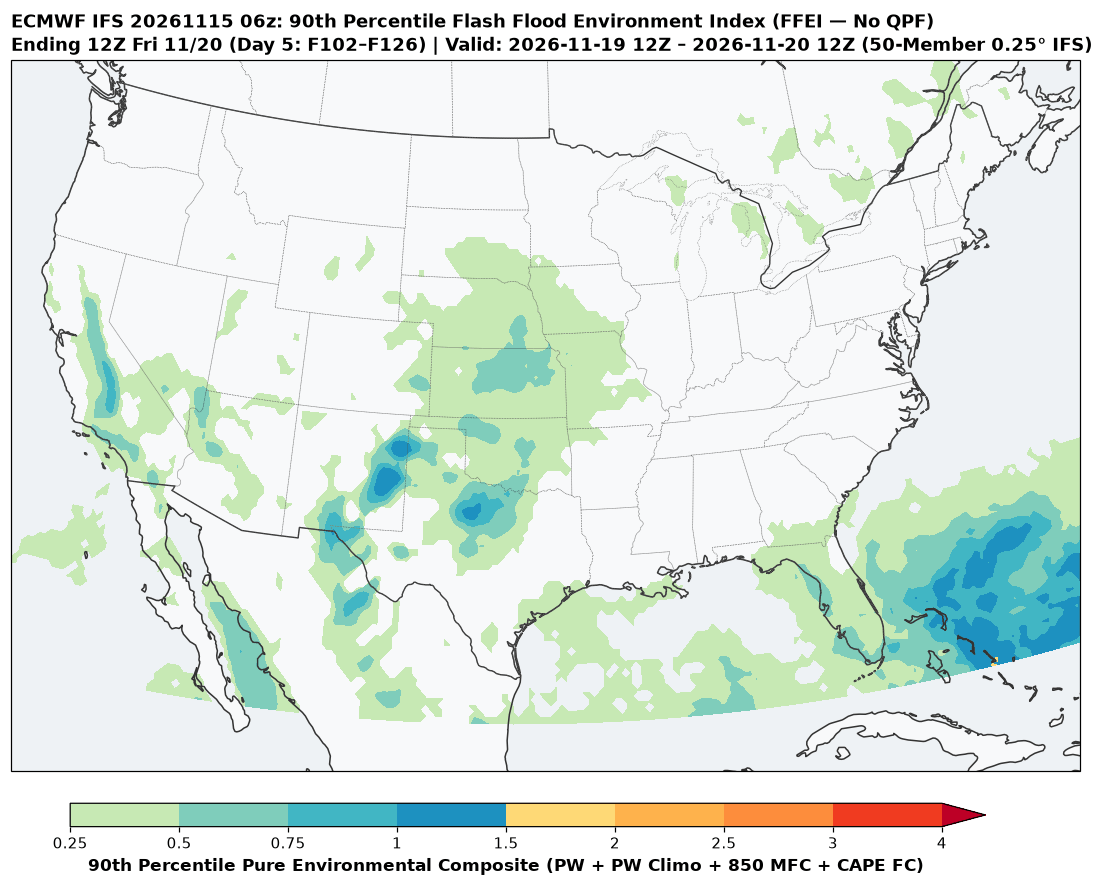 ECMWF IFS 20261115 06z: 90th Percentile Flash Flood Environment Index (FFEI — No QPF)
Ending 12Z Fri 11/20 (Day 5: F102–F126) | Valid: 2026-11-19 12Z – 2026-11-20 12Z (50-Member 0.25° IFS)
0.25 0.5 0.75 1 1.5 2 2.5 3 4
90th Percentile Pure Environmental Composite (PW + PW Climo + 850 MFC + CAPE FC)